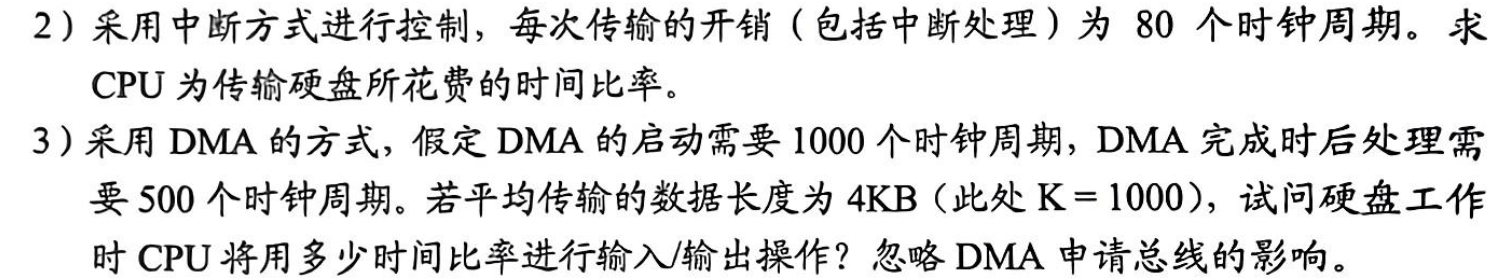 2）采用中断方式进行控制，每次传输的开销（包括中断处理）为 80 个时钟周期。求
CPU 为传输硬盘所花费的时间比率。
3）采用 DMA 的方式，假定 DMA 的启动需要 1000 个时钟周期，DMA 完成时后处理需
要 500 个时钟周期。若平均传输的数据长度为 4KB（此处 K = 1000），试问硬盘工作
时 CPU 将用多少时间比率进行输入/输出操作？忽略 DMA 申请总线的影响。